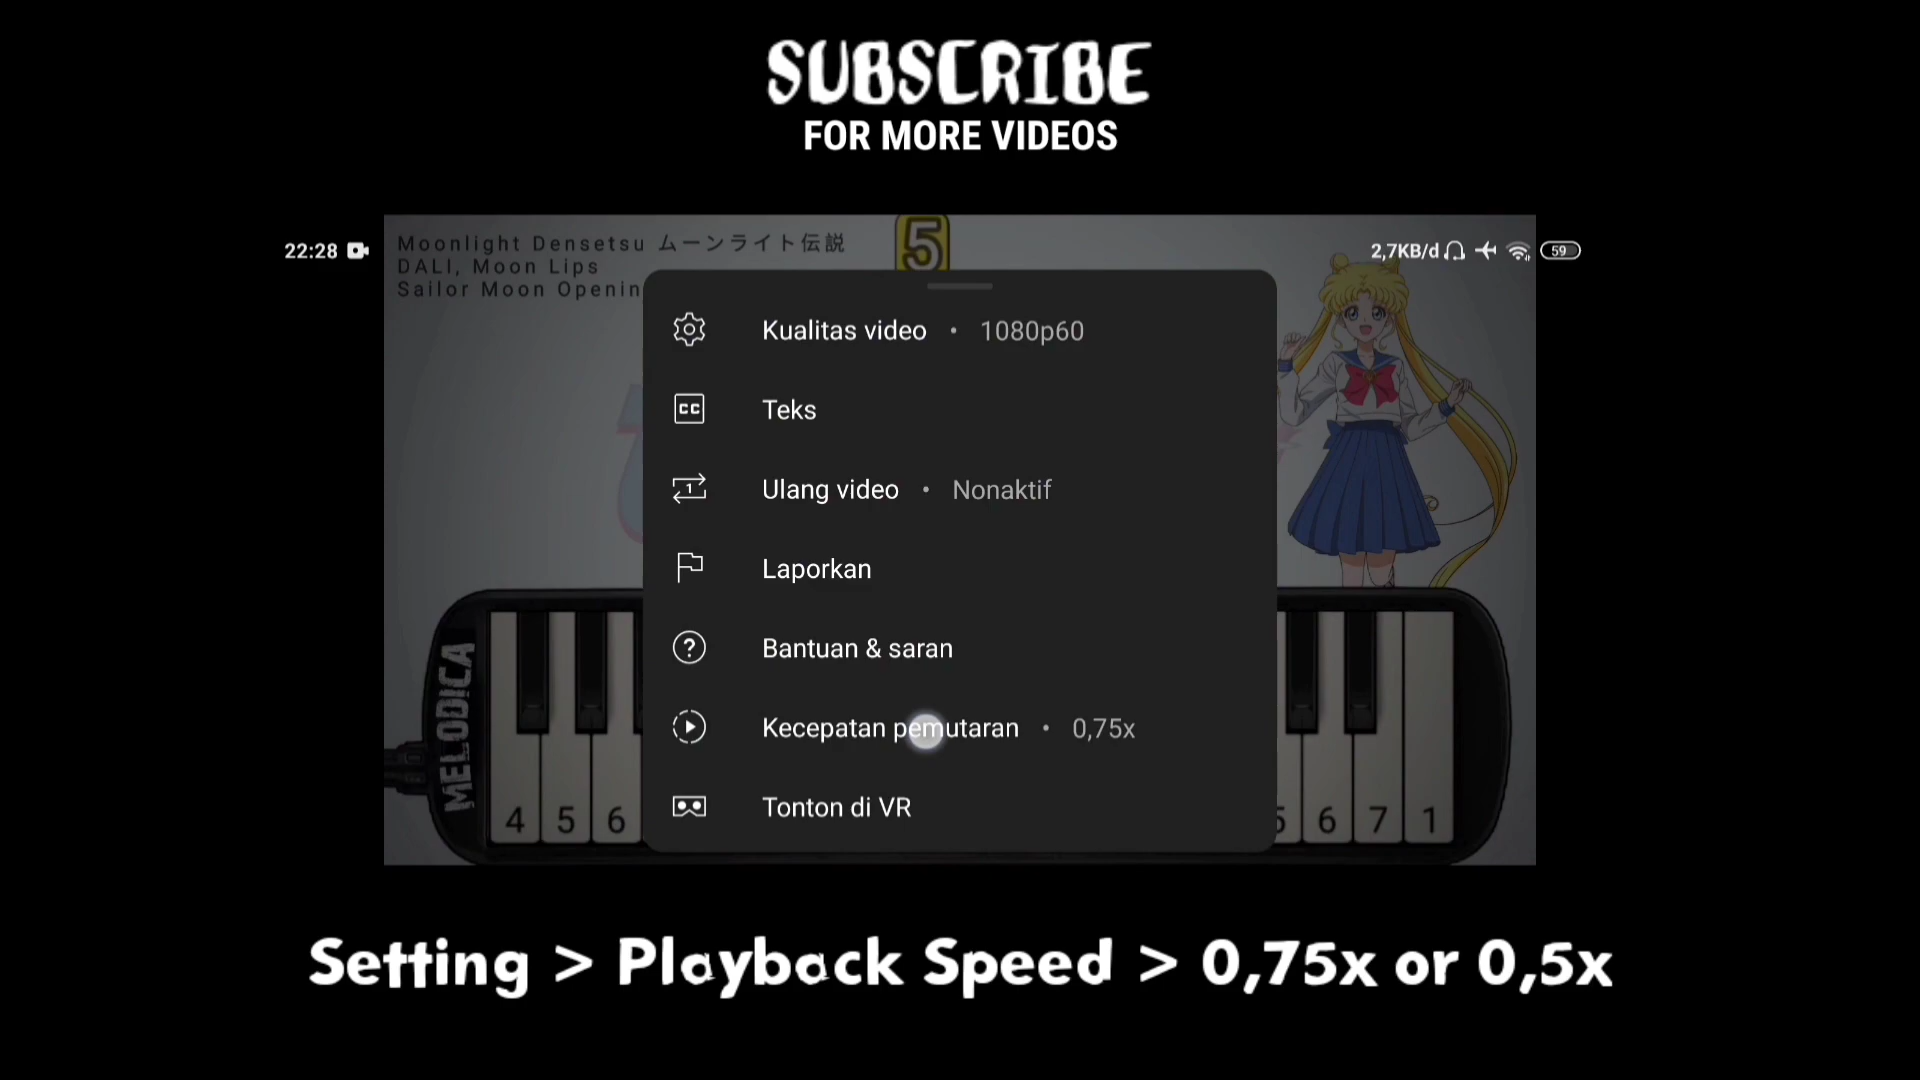 SUBSCRIBE
FOR MORE VIDEOS
22:28
Moonlight Densetsu ムーンライト伝説
DALI, Moon Lips
Sailor Moon Openin
5
2,7KB/d
59
Kualitas video • 1080p60
CC Teks
1 Ulang video • Nonaktif
Laporkan
? Bantuan & saran
Kecepatan pemutaran • 0,75x
Tonton di VR
MELODICA
4 5 6
5 6 7 1
Setting > Playback Speed > 0,75x or 0,5x